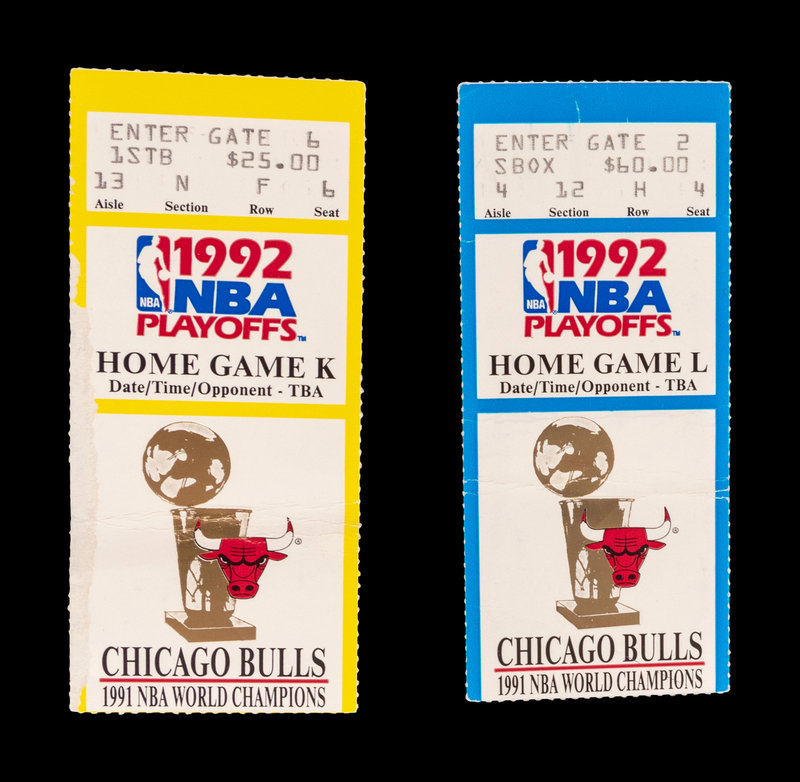 ENTER GATE 6
1STB $25.00
13 N F 6
Aisle Section Row Seat
1992
NBA NBA
PLAYOFFS™
HOME GAME K
Date/Time/Opponent - TBA
®
CHICAGO BULLS
1991 NBA WORLD CHAMPIONS
ENTER GATE 2
SBOX $60.00
4 12 H 4
Aisle Section Row Seat
1992
NBA NBA
PLAYOFFS™
HOME GAME L
Date/Time/Opponent - TBA
®
CHICAGO BULLS
1991 NBA WORLD CHAMPIONS